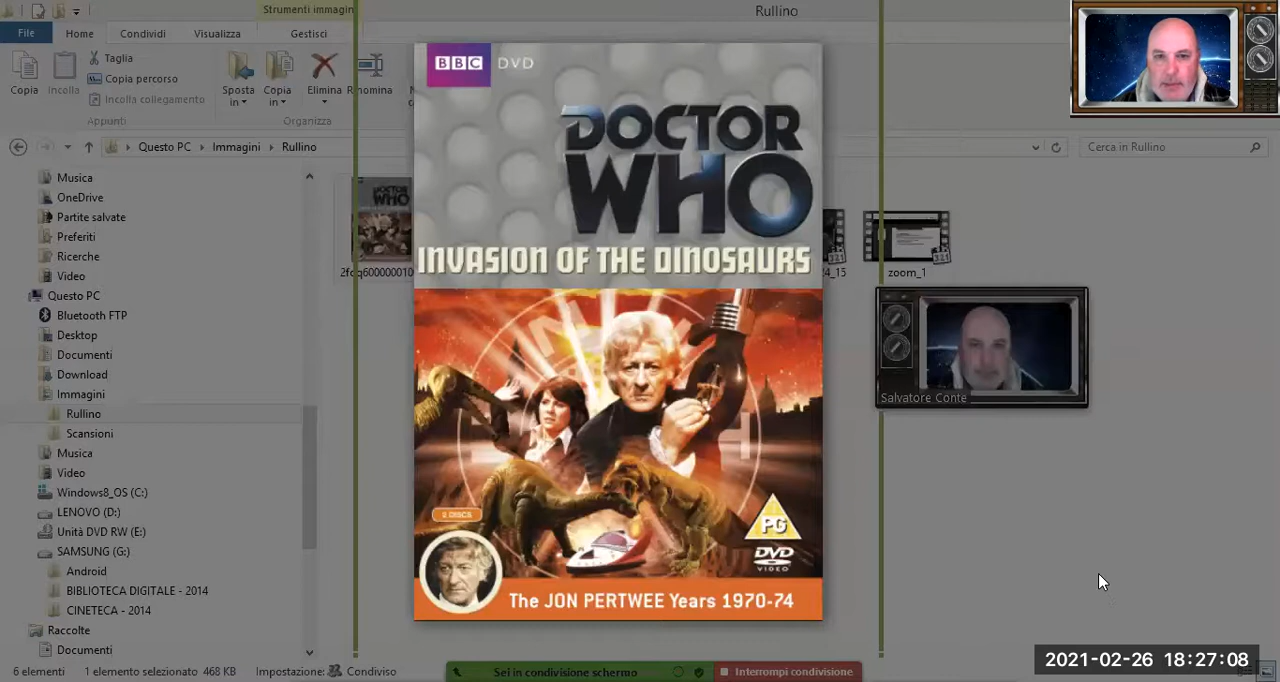 Strumenti immagin
Rullino
File
Home
Condividi
Visualizza
Gestisci
Copia
Incolla
Taglia
Copia percorso
Incolla collegamento
Appunti
Sposta
in
Copia
in
Elimina
Organizza
Questo PC
Immagini
Rullino
Cerca in Rullino
Musica
OneDrive
Partite salvate
Preferiti
Ricerche
Video
Questo PC
Bluetooth FTP
Desktop
Documenti
Download
Immagini
Rullino
Scansioni
Musica
Video
Windows8_OS (C:)
LENOVO (D:)
Unità DVD RW (E:)
SAMSUNG (G:)
Android
BIBLIOTECA DIGITALE - 2014
CINETECA - 2014
Raccolte
Documenti
BBC DVD
DOCTOR
WHO
INVASION OF THE DINOSAURS
2 DISCS
PG
DVD
VIDEO
The JON PERTWEE Years 1970-74
zoom_1
Salvatore Conte
6 elementi
1 elemento selezionato 468 KB
Impostazione:
Condiviso
Sei in condivisione schermo
Interrompi condivisione
2021-02-26 18:27:08